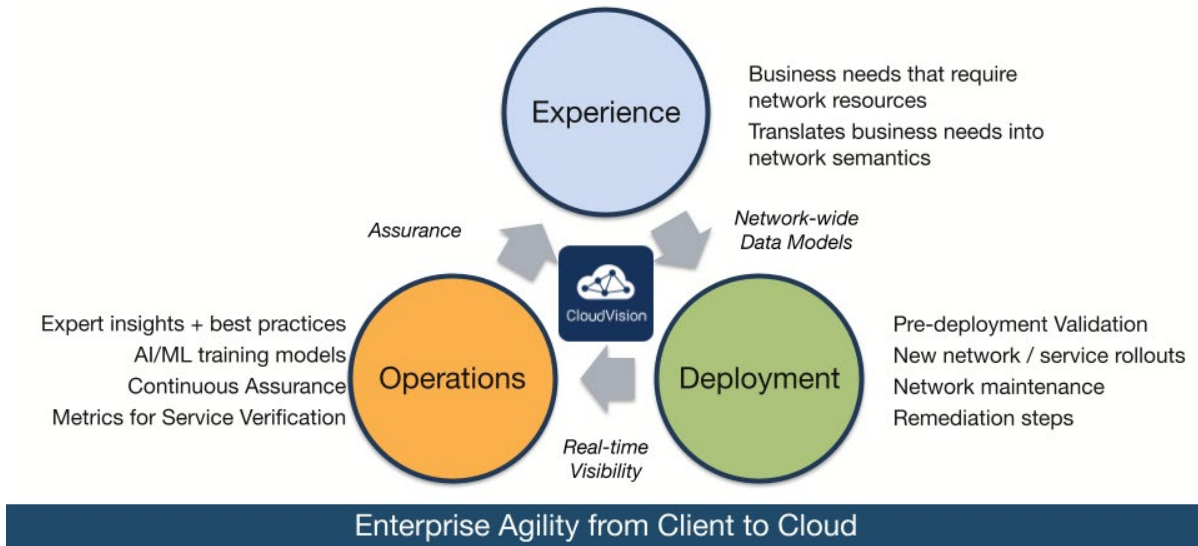 Experience
Business needs that require
network resources
Translates business needs into
network semantics
Assurance
Network-wide
Data Models
CloudVision
Expert insights + best practices
AI/ML training models
Continuous Assurance
Metrics for Service Verification
Operations
Deployment
Pre-deployment Validation
New network / service rollouts
Network maintenance
Remediation steps
Real-time
Visibility
Enterprise Agility from Client to Cloud